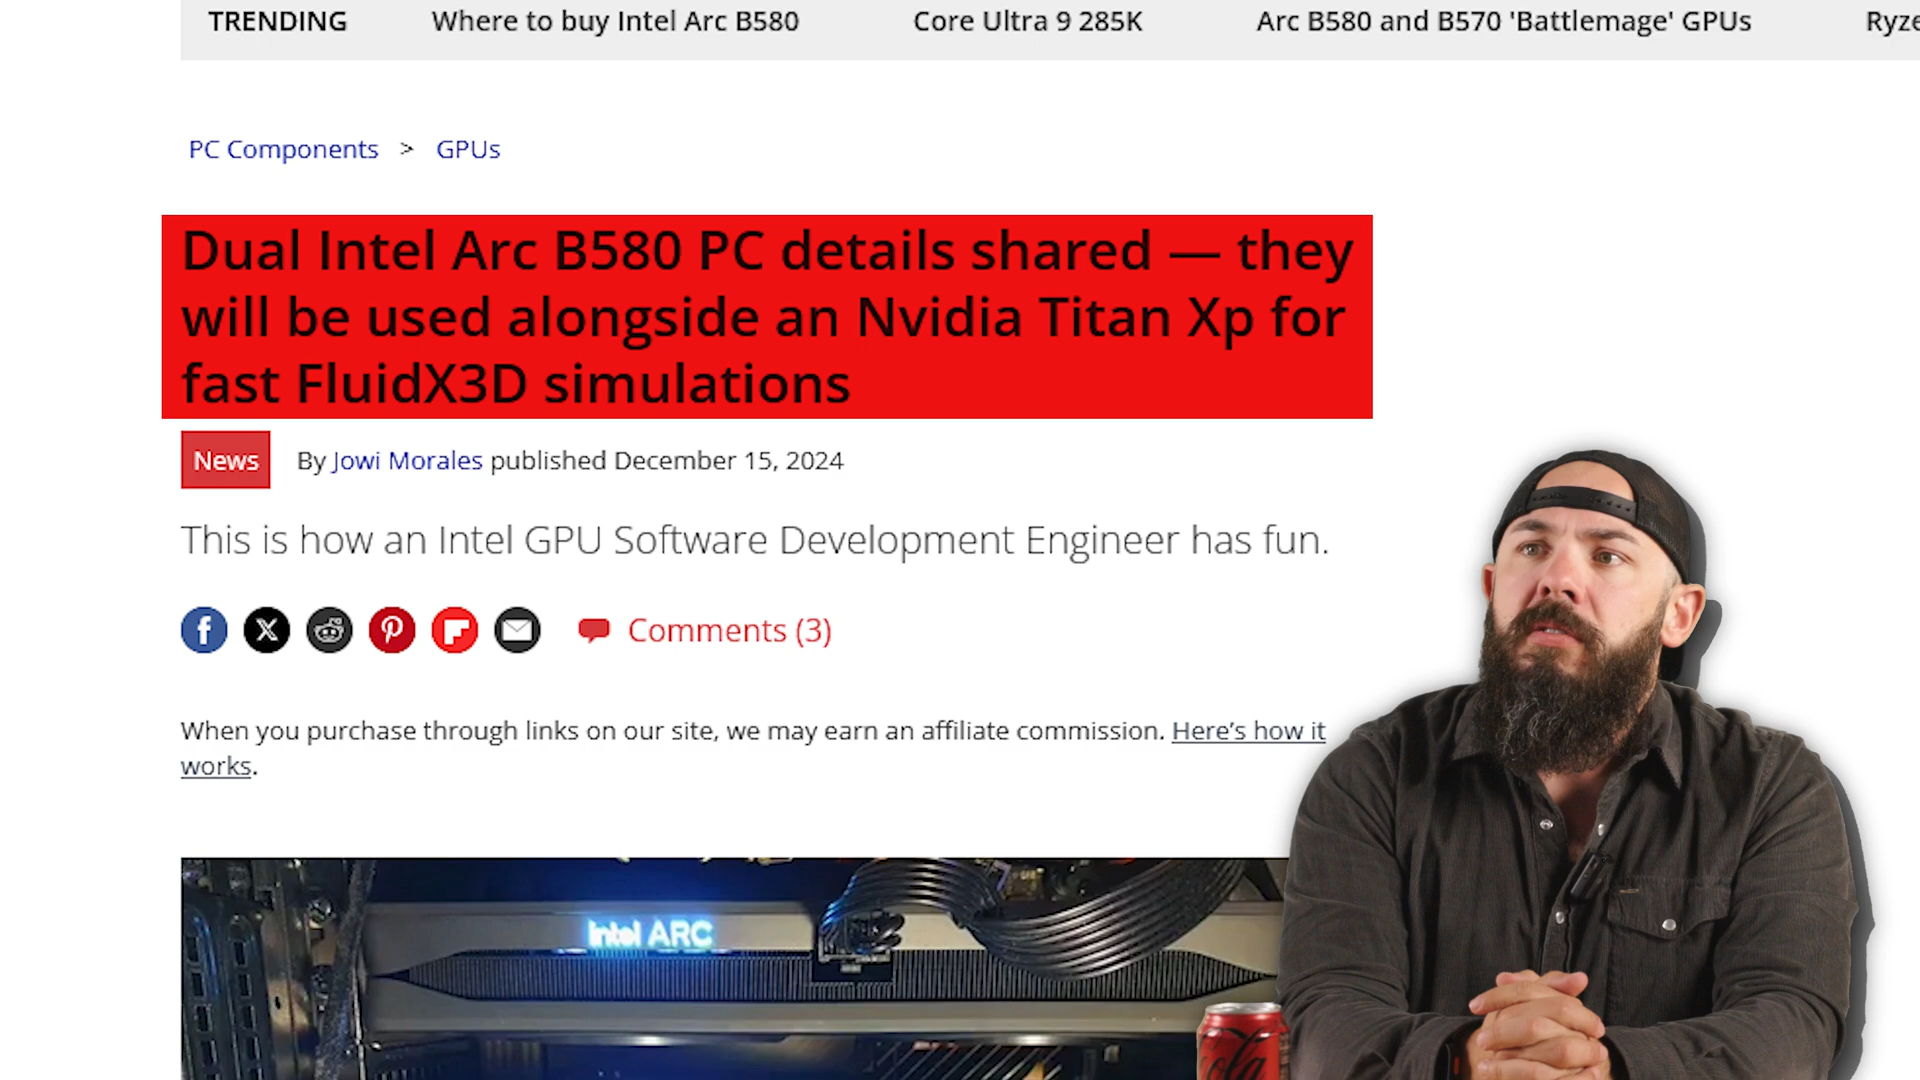 TRENDING Where to buy Intel Arc B580 Core Ultra 9 285K Arc B580 and B570 'Battlemage' GPUs Ryze
PC Components > GPUs
Dual Intel Arc B580 PC details shared — they
will be used alongside an Nvidia Titan Xp for
fast FluidX3D simulations
News By Jowi Morales published December 15, 2024
This is how an Intel GPU Software Development Engineer has fun.
Comments (3)
When you purchase through links on our site, we may earn an affiliate commission. Here’s how it
works.
Intel ARC
Cola